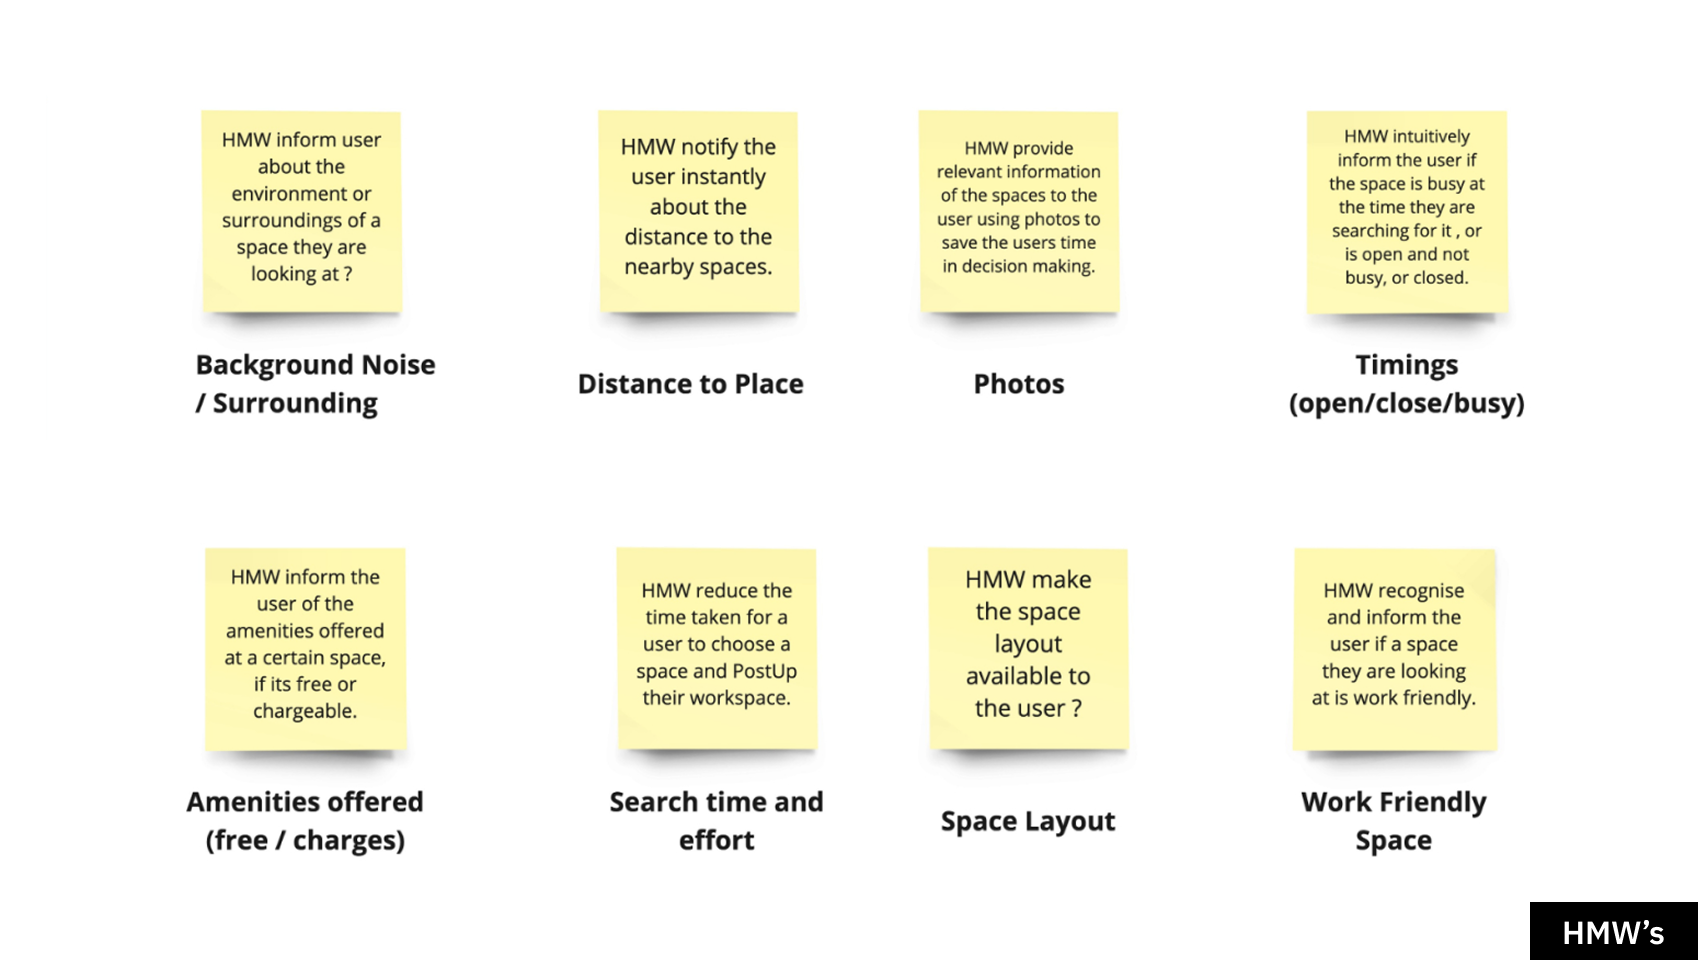 HMW inform user
about the
environment or
surroundings of a
space they are
looking at ?
Background Noise
/ Surrounding
HMW notify the
user instantly
about the
distance to the
nearby spaces.
Distance to Place
HMW provide
relevant information
of the spaces to the
user using photos to
save the users time
in decision making.
Photos
HMW intuitively
inform the user if
the space is busy at
the time they are
searching for it , or
is open and not
busy, or closed.
Timings
(open/close/busy)
HMW inform the
user of the
amenities offered
at a certain space,
if its free or
chargeable.
Amenities offered
(free / charges)
HMW reduce the
time taken for a
user to choose a
space and PostUp
their workspace.
Search time and
effort
HMW make
the space
layout
available to
the user ?
Space Layout
HMW recognise
and inform the
user if a space
they are looking
at is work friendly.
Work Friendly
Space
HMW’s